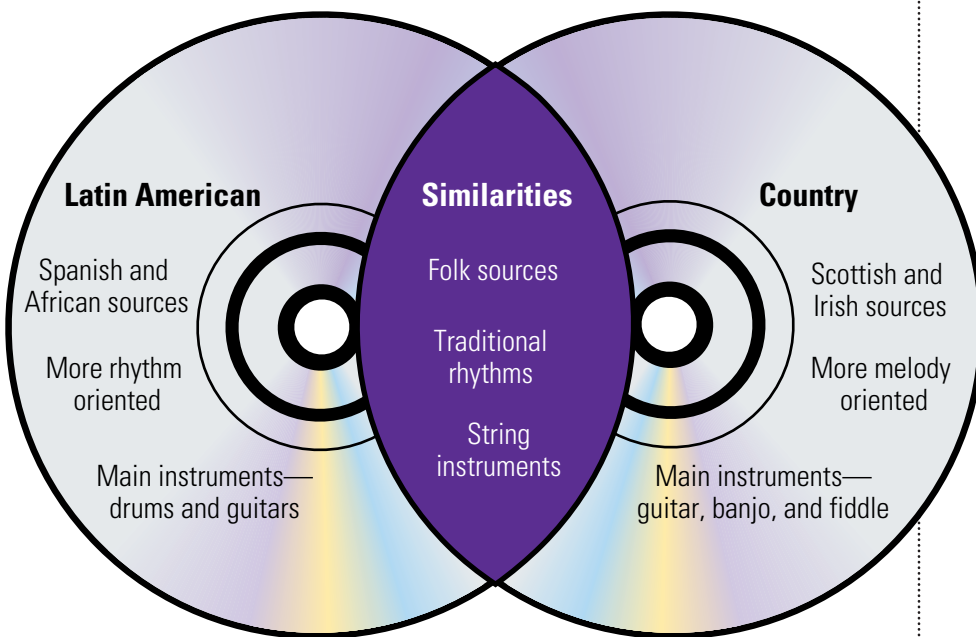 Latin American
Spanish and
African sources
More rhythm
oriented
Main instruments—
drums and guitars
Similarities
Folk sources
Traditional
rhythms
String
instruments
Country
Scottish and
Irish sources
More melody
oriented
Main instruments—
guitar, banjo, and fiddle